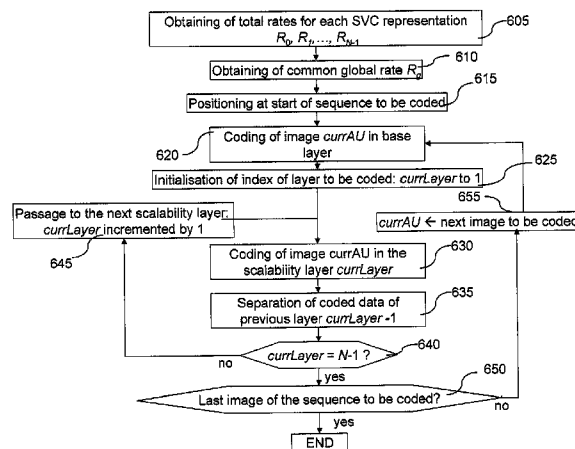 Obtaining of total rates for each SVC representation
R0, R1,..., RN-1
605
610
Obtaining of common global rate Rg
615
Positioning at start of sequence to be coded
Coding of image currAU in base
layer
620
625
Initialisation of index of layer to be coded: currLayer to 1
655
Passage to the next scalability layer:
currLayer incremented by 1
645
currAU ← next image to be coded
Coding of image currAU in the
scalability layer currLayer
630
Separation of coded data of
previous layer currLayer -1
635
currLayer = N-1 ?
640
no
yes
650
Last image of the sequence to be coded?
no
yes
END